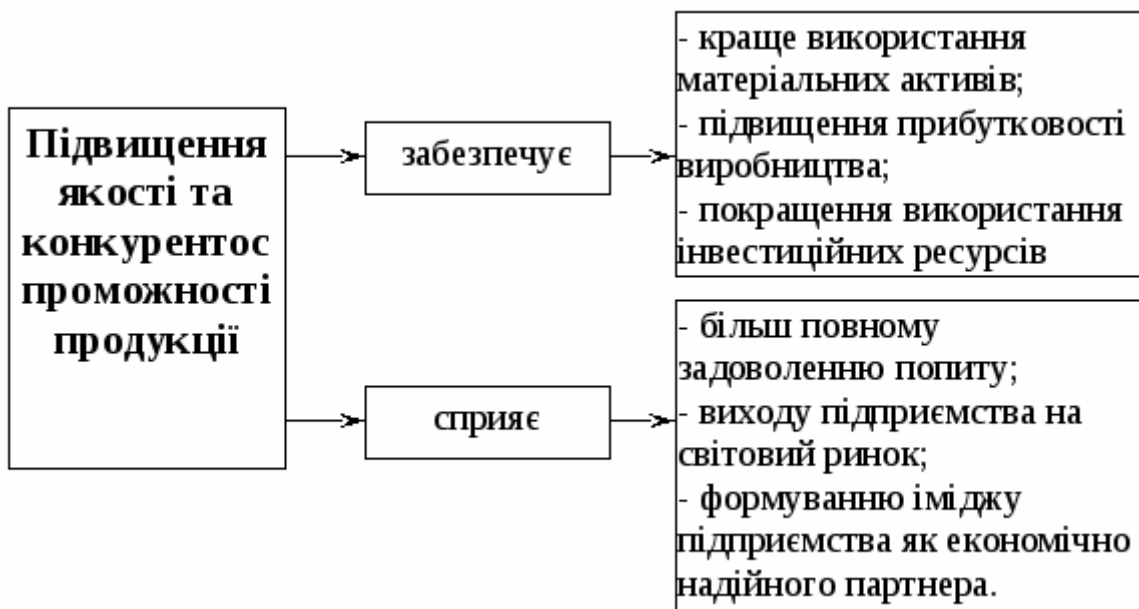 Підвищення
якості та
конкурентос
проможності
продукції
забезпечує
- краще використання
матеріальних активів;
- підвищення прибутковості
виробництва;
- покращення використання
інвестиційних ресурсів
сприяє
- більш повному
задоволенню попиту;
- виходу підприємства на
світовий ринок;
- формуванню іміджу
підприємства як економічно
надійного партнера.